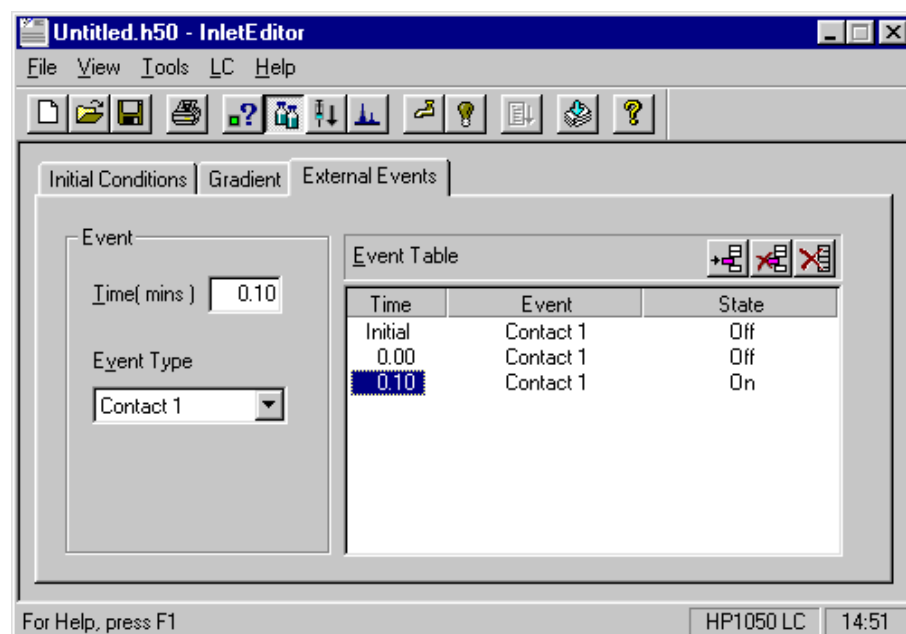 Untitled.h50 - InletEditor
File View Tools LC Help
Initial Conditions Gradient External Events
Event
Time( mins ) 0.10
Event Type
Contact 1
Event Table
Time Event State
Initial Contact 1 Off
0.00 Contact 1 Off
0.10 Contact 1 On
For Help, press F1 HP1050 LC 14:51